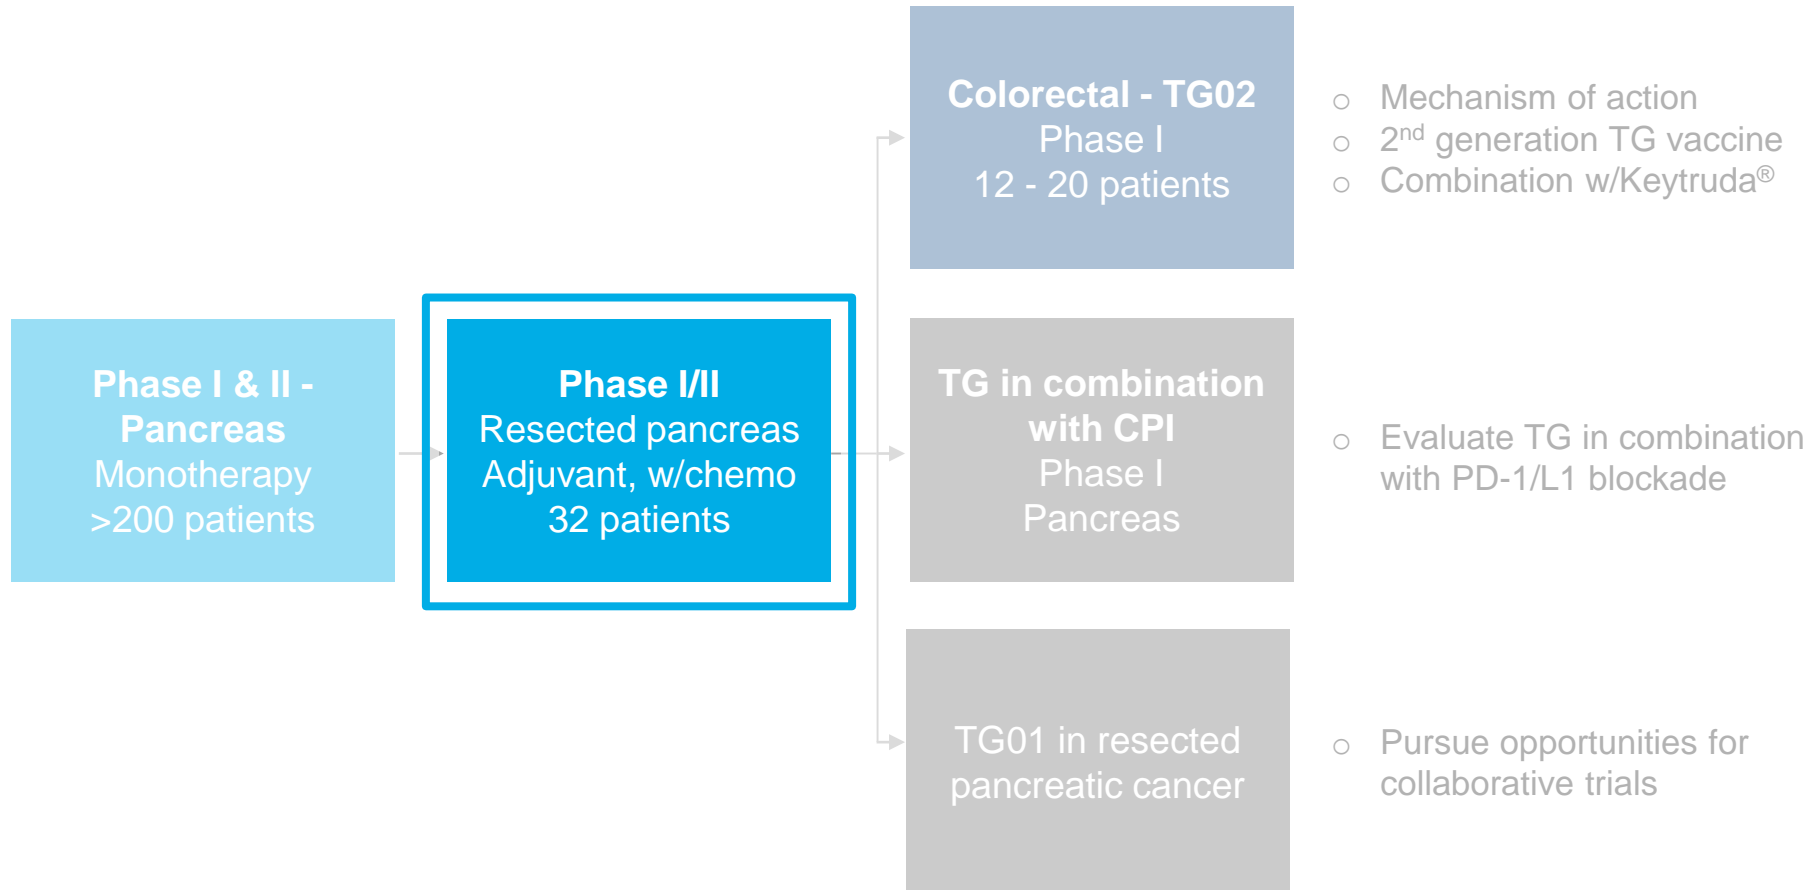 Colorectal - TG02
Phase I
12 - 20 patients
○ Mechanism of action
○ 2nd generation TG vaccine
○ Combination w/Keytruda®
Phase I & II -
Pancreas
Monotherapy
>200 patients
Phase I/II
Resected pancreas
Adjuvant, w/chemo
32 patients
TG in combination
with CPI
Phase I
Pancreas
○ Evaluate TG in combination
with PD-1/L1 blockade
TG01 in resected
pancreatic cancer
○ Pursue opportunities for
collaborative trials